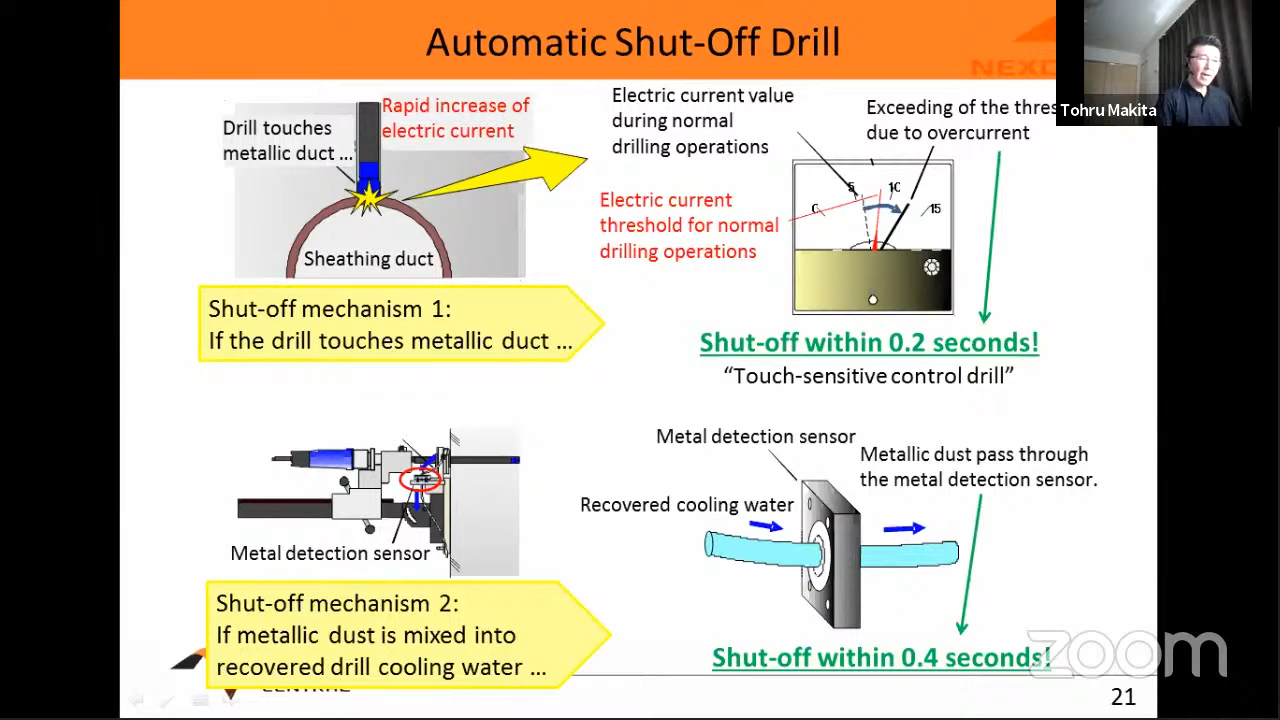 Automatic Shut-Off Drill
Tohru Makita
Drill touches
metallic duct ...
Rapid increase of
electric current
Sheathing duct
Electric current value
during normal
drilling operations
Exceeding of the thres
due to overcurrent
Electric current
threshold for normal
drilling operations
0 5 10 15
Shut-off mechanism 1:
If the drill touches metallic duct ...
Shut-off within 0.2 seconds!
“Touch-sensitive control drill”
Metal detection sensor
Metal detection sensor
Metallic dust pass through
the metal detection sensor.
Recovered cooling water
Shut-off mechanism 2:
If metallic dust is mixed into
recovered drill cooling water ...
Shut-off within 0.4 seconds!
zoom
21